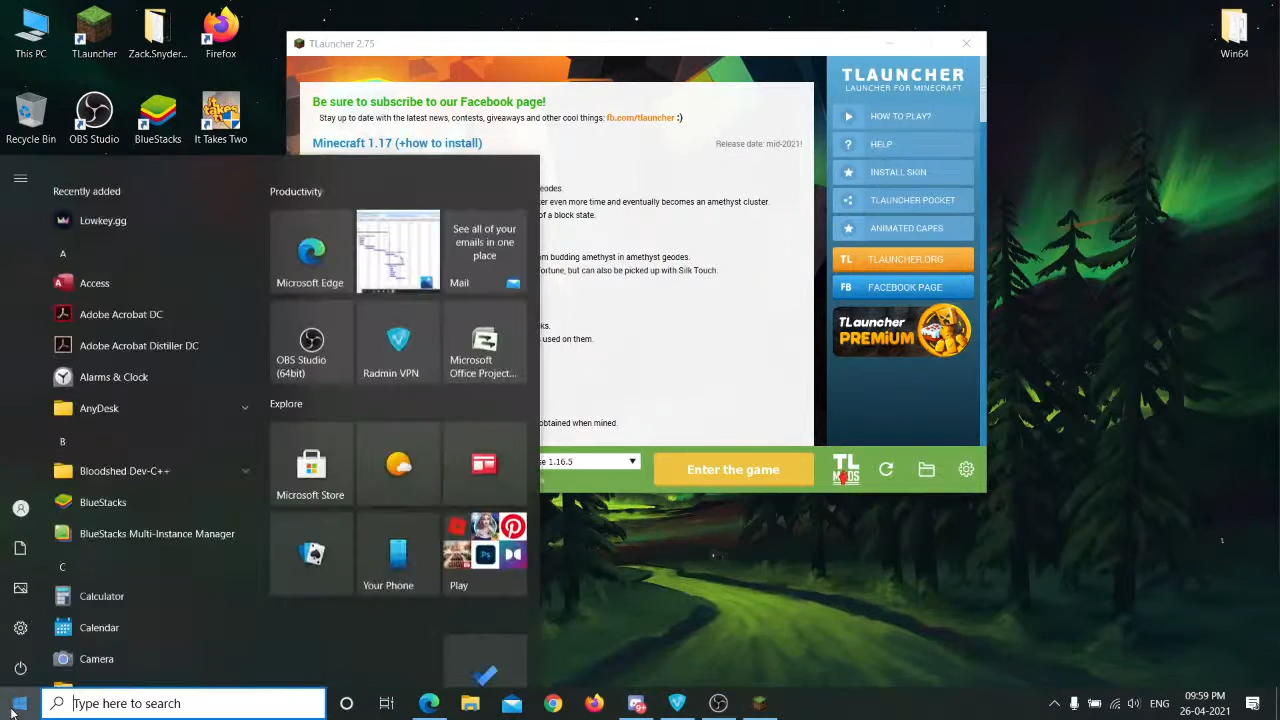 This PC
TLauncher
Zack.Snyder...
Firefox
Recycle Bin
OBS Studio
BlueStacks
It Takes Two
Win64
TLauncher 2.75
Be sure to subscribe to our Facebook page!
Stay up to date with the latest news, contests, giveaways and other cool things: fb.com/tlauncher :)
Minecraft 1.17 (+how to install)
Release date: mid-2021!
eodes.
er even more time and eventually becomes an amethyst cluster.
of a block state.
om budding amethyst in amethyst geodes.
ortune, but can also be picked up with Silk Touch.
ks.
used on them.
obtained when mined.
TLAUNCHER
LAUNCHER FOR MINECRAFT
HOW TO PLAY?
HELP
INSTALL SKIN
TLAUNCHER POCKET
ANIMATED CAPES
TL TLAUNCHER.ORG
FB FACEBOOK PAGE
TLauncher
PREMIUM
e 1.16.5
Enter the game
TL
MODS
Recently added
Lowkey.gg
A
Access
Adobe Acrobat DC
Adobe Acrobat Distiller DC
Alarms & Clock
AnyDesk
B
Bloodshed Dev-C++
BlueStacks
BlueStacks Multi-Instance Manager
C
Calculator
Calendar
Camera
Productivity
Microsoft Edge
See all of your
emails in one
place
Mail
OBS Studio
(64bit)
Radmin VPN
Microsoft
Office Project...
Explore
Microsoft Store
Your Phone
Play
Type here to search
ENG
09:59 PM
26-04-2021